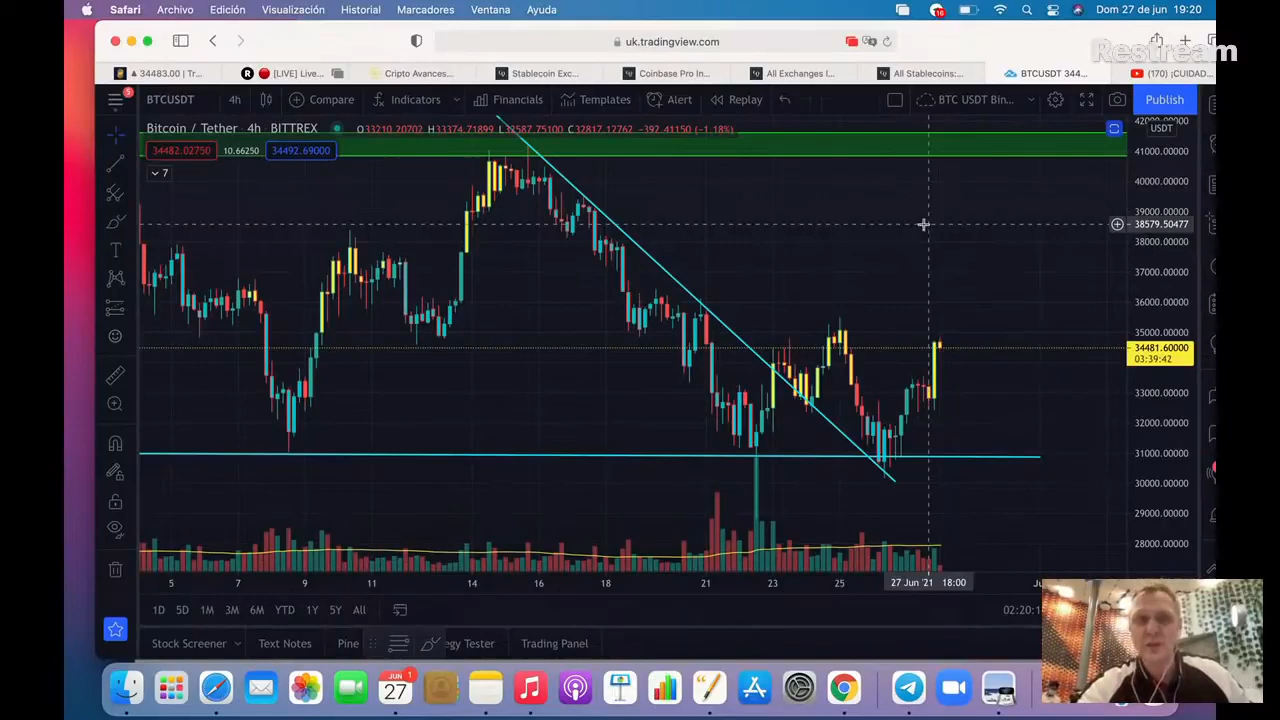 Safari Archivo Edición Visualización Historial Marcadores Ventana Ayuda 16 Dom 27 de jun 19:20
uk.tradingview.com
Restream
34483.00 | Tr...
[LIVE] Live...
Cripto Avances...
Stablecoin Exc...
Coinbase Pro In...
All Exchanges I...
All Stablecoins:...
BTCUSDT 344...
(170) ¡CUIDAD...
5 BTCUSDT 4h Compare Indicators Financials Templates Alert Replay BTC USDT Bin... Publish
Bitcoin / Tether · 4h BITTREX O33210.20702 H33374.71899 L32587.75100 C32817.12762 -392.41150 (-1.18%)
34482.02750 10.66250 34492.69000
7
42000.00000
USDT
41000.00000
40000.00000
39000.00000
38579.50477
38000.00000
37000.00000
36000.00000
35000.00000
34481.60000
03:39:42
33000.00000
32000.00000
31000.00000
30000.00000
29000.00000
28000.00000
5 7 9 11 14 16 18 21 23 25 27 Jun '21 18:00
1D 5D 1M 3M 6M YTD 1Y 5Y All
Stock Screener Text Notes Pine egy Tester Trading Panel
JUN 1
27